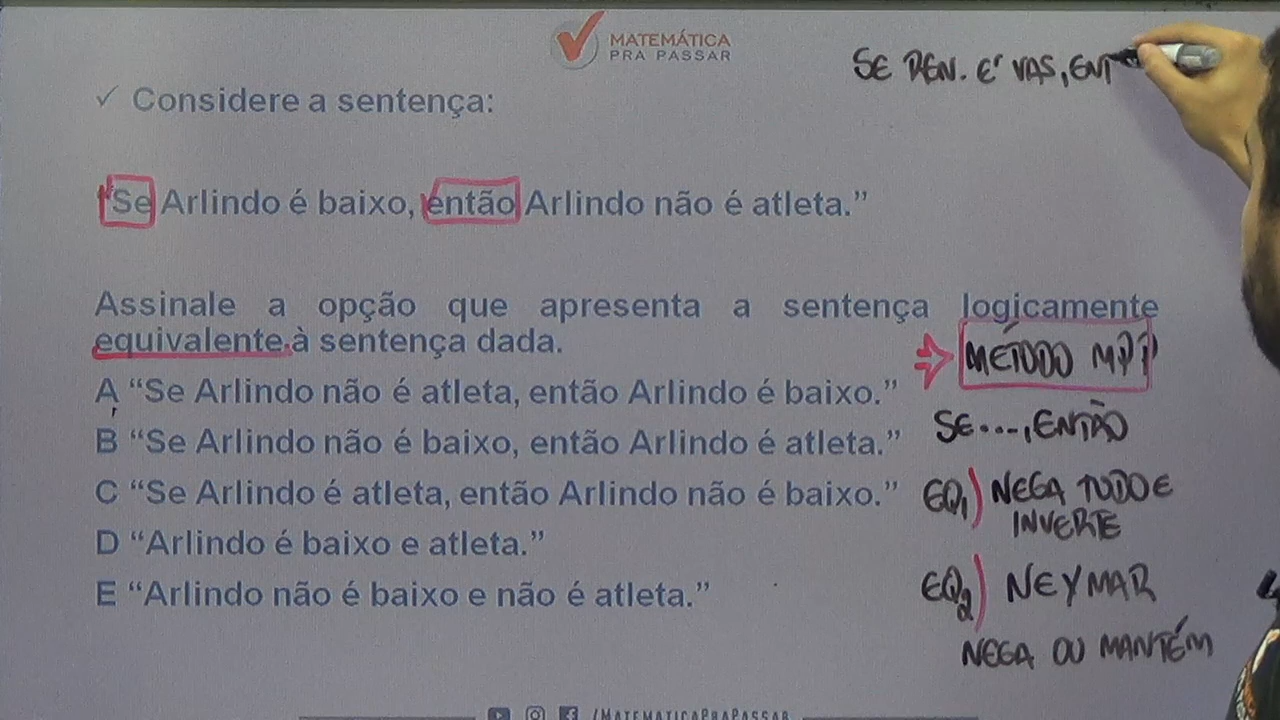 MATEMÁTICA
PRA PASSAR
SE REN. É VAS, ENT
✓ Considere a sentença:
“Se Arlindo é baixo, então Arlindo não é atleta.”
Assinale a opção que apresenta a sentença logicamente
equivalente à sentença dada.
A “Se Arlindo não é atleta, então Arlindo é baixo.”
B “Se Arlindo não é baixo, então Arlindo é atleta.”
C “Se Arlindo é atleta, então Arlindo não é baixo.”
D “Arlindo é baixo e atleta.”
E “Arlindo não é baixo e não é atleta.”
MÉTODO MPP
SE...., ENTÃO
EQ1) NEGA TUDO E
INVERTE
EQ2) NEYMAR
NEGA OU MANTÉM
/MATEMATICAPRAPASSAR